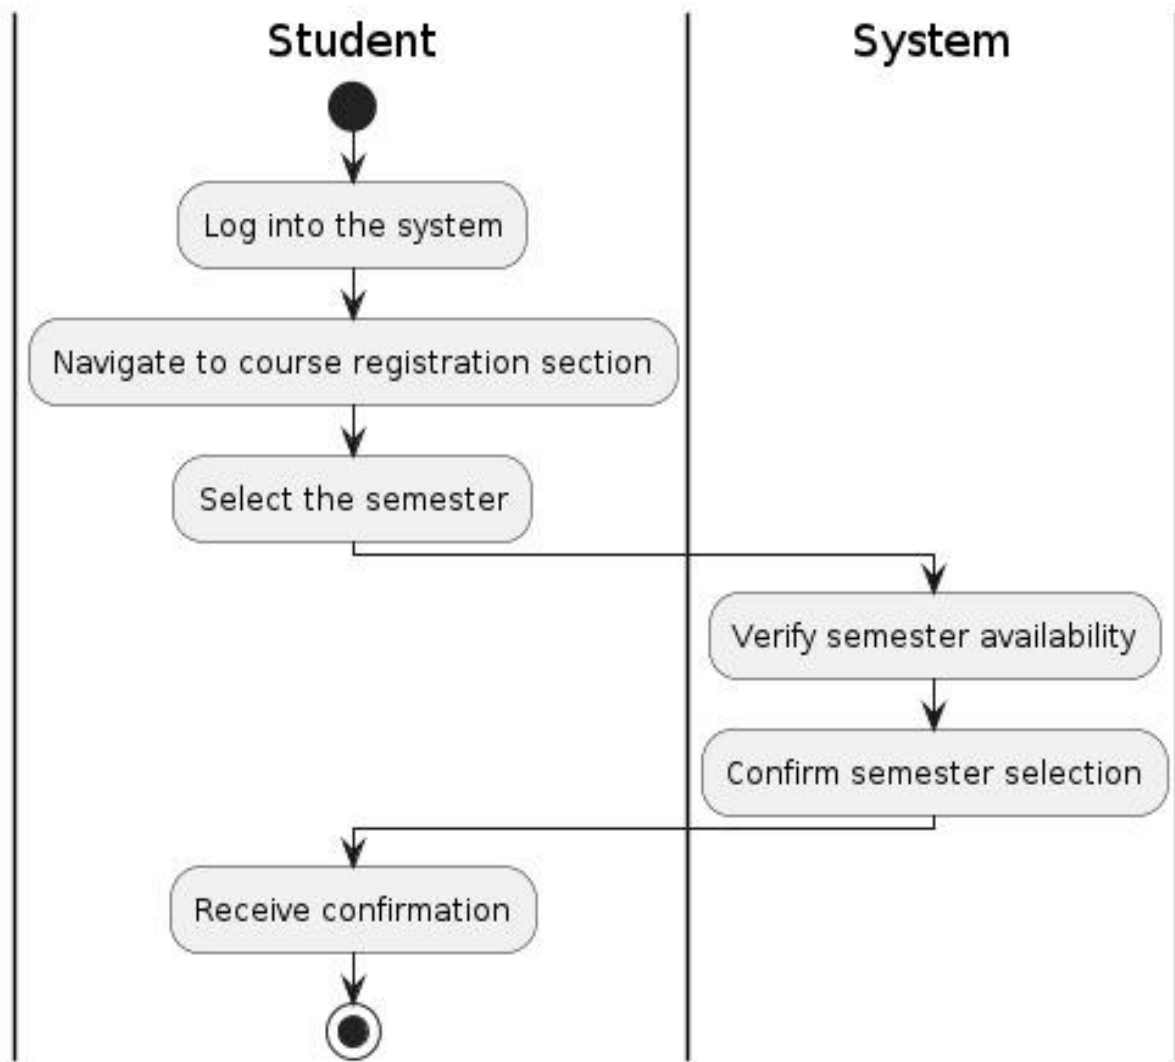 Student
System
Log into the system
Navigate to course registration section
Select the semester
Verify semester availability
Confirm semester selection
Receive confirmation